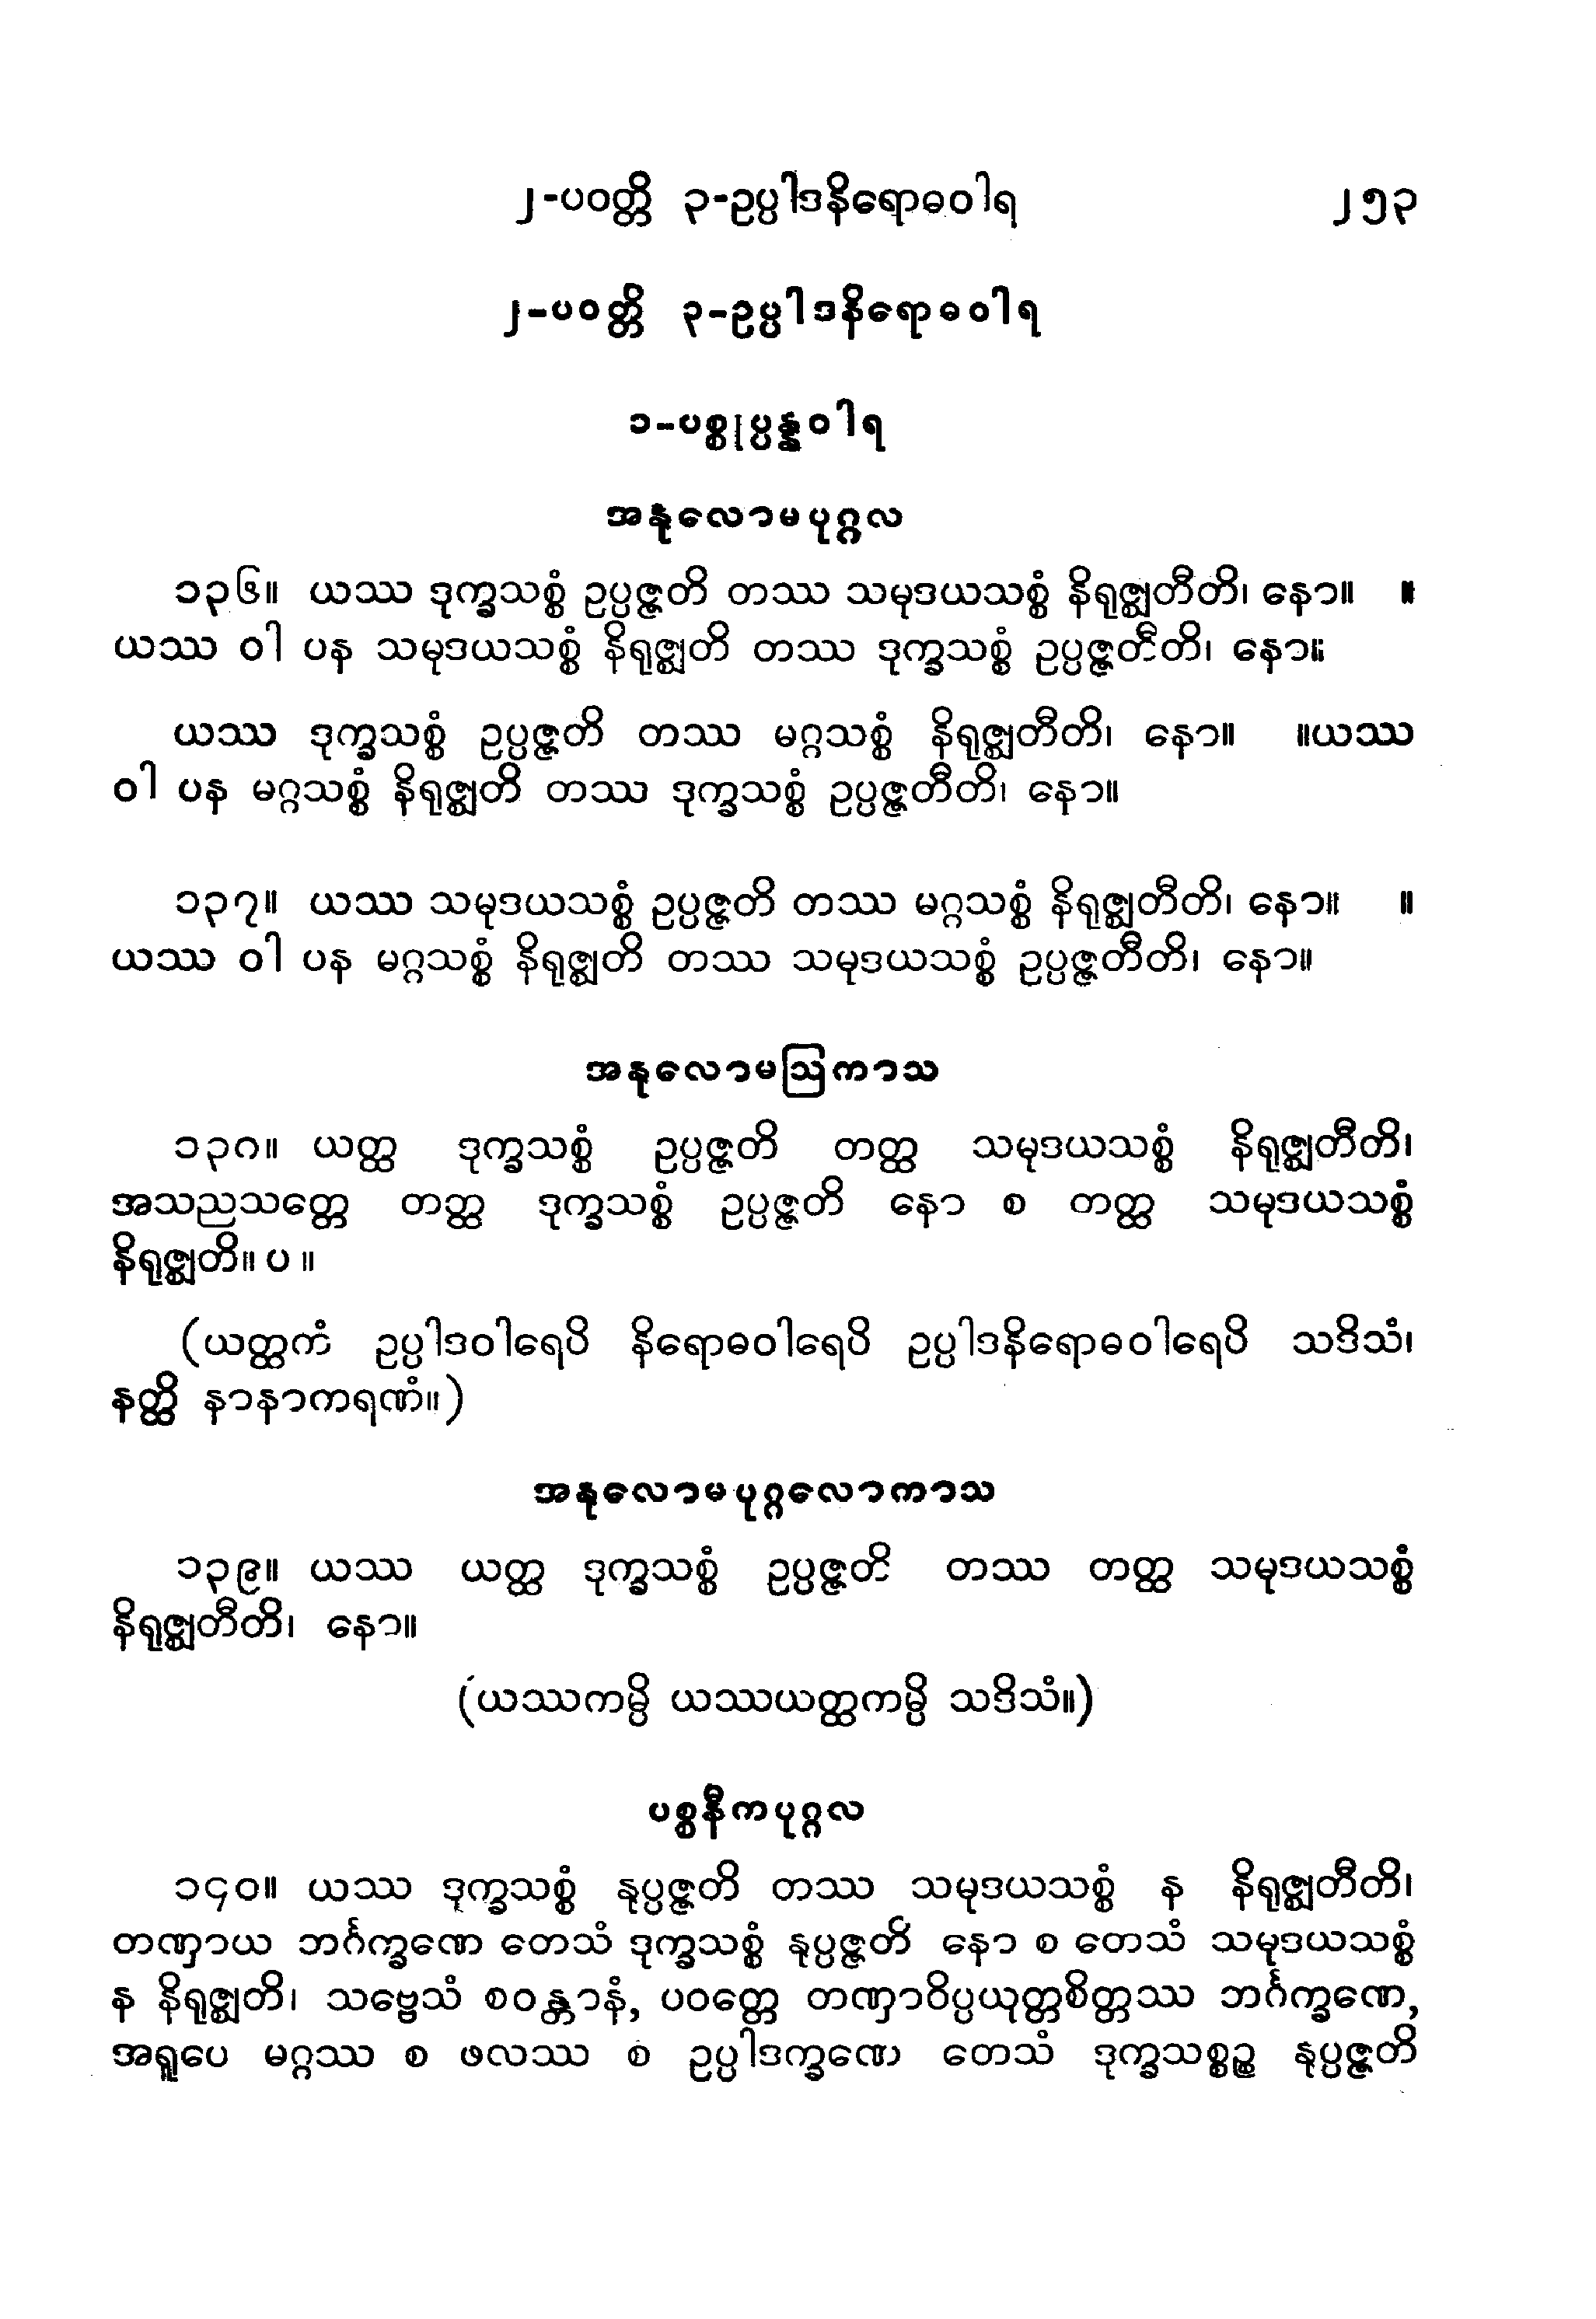 ၂-ပဝတ္တိ ၃-ဥပ္ပါဒနိရောဓဝါရ ၂၅၃
၂-ပဝတ္တိ ၃-ဥပ္ပါဒနိရောဓဝါရ
၁-ပစ္စုပ္ပန္နဝါရ
အနုလောမပုဂ္ဂလ
၁၃၆။ ယဿ ဒုက္ခသစ္စံ ဥပ္ပဇ္ဇတိ တဿ သမုဒယသစ္စံ နိရုဇ္ဈတီတိ၊ နော။ ။
ယဿ ဝါ ပန သမုဒယသစ္စံ နိရုဇ္ဈတိ တဿ ဒုက္ခသစ္စံ ဥပ္ပဇ္ဇတီတိ၊ နော။
ယဿ ဒုက္ခသစ္စံ ဥပ္ပဇ္ဇတိ တဿ မဂ္ဂသစ္စံ နိရုဇ္ဈတီတိ၊ နော။ ။ယဿ
ဝါ ပန မဂ္ဂသစ္စံ နိရုဇ္ဈတိ တဿ ဒုက္ခသစ္စံ ဥပ္ပဇ္ဇတီတိ၊ နော။
၁၃၇။ ယဿ သမုဒယသစ္စံ ဥပ္ပဇ္ဇတိ တဿ မဂ္ဂသစ္စံ နိရုဇ္ဈတီတိ၊ နော။ ။
ယဿ ဝါ ပန မဂ္ဂသစ္စံ နိရုဇ္ဈတိ တဿ သမုဒယသစ္စံ ဥပ္ပဇ္ဇတီတိ၊ နော။
အနုလောမဩကာသ
၁၃၈။ ယတ္ထ ဒုက္ခသစ္စံ ဥပ္ပဇ္ဇတိ တတ္ထ သမုဒယသစ္စံ နိရုဇ္ဈတီတိ၊
အသညသတ္တေ တတ္ထ ဒုက္ခသစ္စံ ဥပ္ပဇ္ဇတိ နော စ တတ္ထ သမုဒယသစ္စံ
နိရုဇ္ဈတိ။ ပ ။
(ယတ္ထကံ ဥပ္ပါဒဝါရေပိ နိရောဓဝါရေပိ ဥပ္ပါဒနိရောဓဝါရေပိ သဒိသံ၊
နတ္ထိ နာနာကရဏံ။)
အနုလောမပုဂ္ဂလောကာသ
၁၃၉။ ယဿ ယတ္ထ ဒုက္ခသစ္စံ ဥပ္ပဇ္ဇတိ တဿ တတ္ထ သမုဒယသစ္စံ
နိရုဇ္ဈတီတိ၊ နော။
(ယဿကမ္ပိ ယဿယတ္ထကမ္ပိ သဒိသံ။)
ပစ္စနီကပုဂ္ဂလ
၁၄၀။ ယဿ ဒုက္ခသစ္စံ နုပ္ပဇ္ဇတိ တဿ သမုဒယသစ္စံ န နိရုဇ္ဈတီတိ၊
တဏှာယ ဘင်္ဂက္ခဏေ တေသံ ဒုက္ခသစ္စံ နုပ္ပဇ္ဇတိ နော စ တေသံ သမုဒယသစ္စံ
န နိရုဇ္ဈတိ၊ သဗ္ဗေသံ စဝန္တာနံ, ပဝတ္တေ တဏှာဝိပ္ပယုတ္တစိတ္တဿ ဘင်္ဂက္ခဏေ,
အရူပေ မဂ္ဂဿ စ ဖလဿ စ ဥပ္ပါဒက္ခဏေ တေသံ ဒုက္ခသစ္စဉ္စ နုပ္ပဇ္ဇတိ